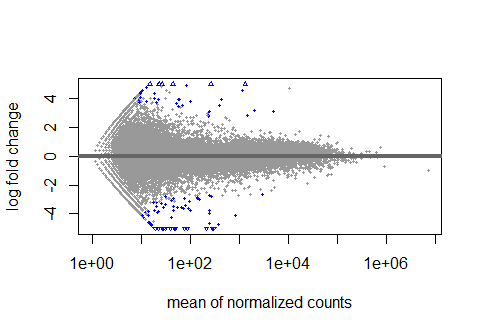 log fold change
4
2
0
-2
-4
1e+00
1e+02
1e+04
1e+06
mean of normalized counts